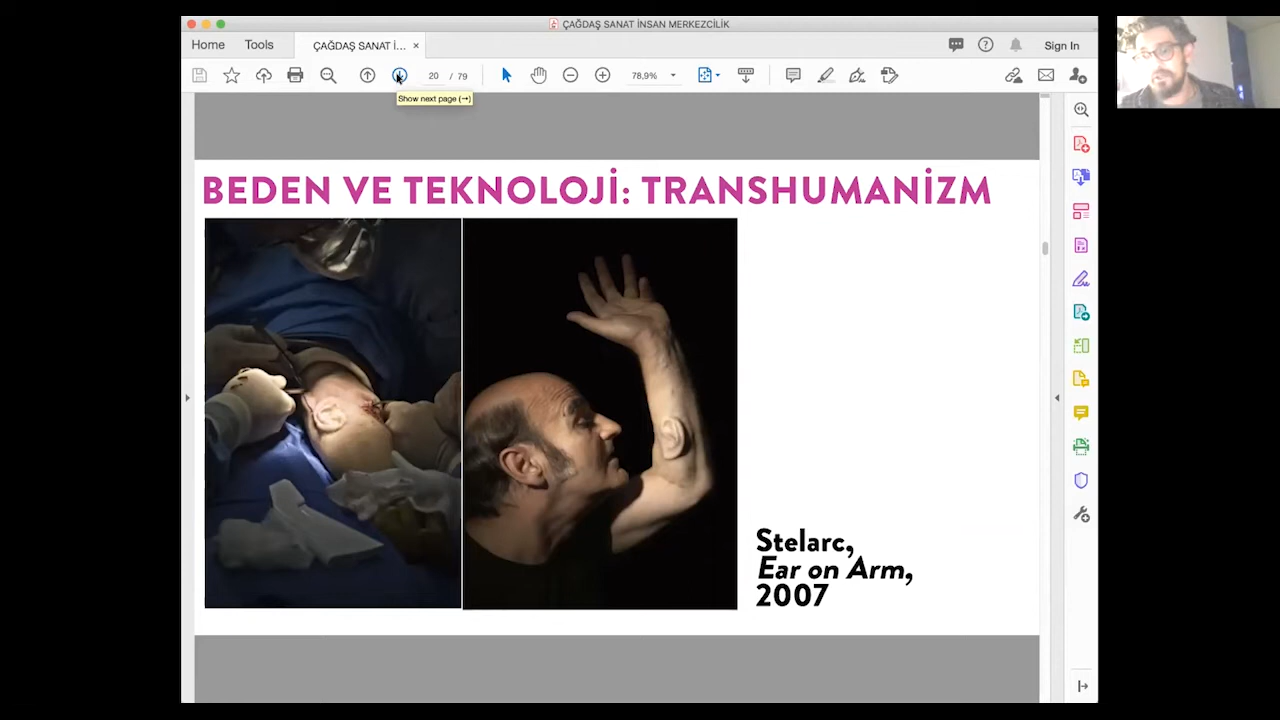 ÇAĞDAŞ SANAT İNSAN MERKEZCİLİK
Home
Tools
ÇAĞDAŞ SANAT İ...
Sign In
20 / 79
78,9%
Show next page (→)
BEDEN VE TEKNOLOJİ: TRANSHUMANİZM
Stelarc,
Ear on Arm,
2007